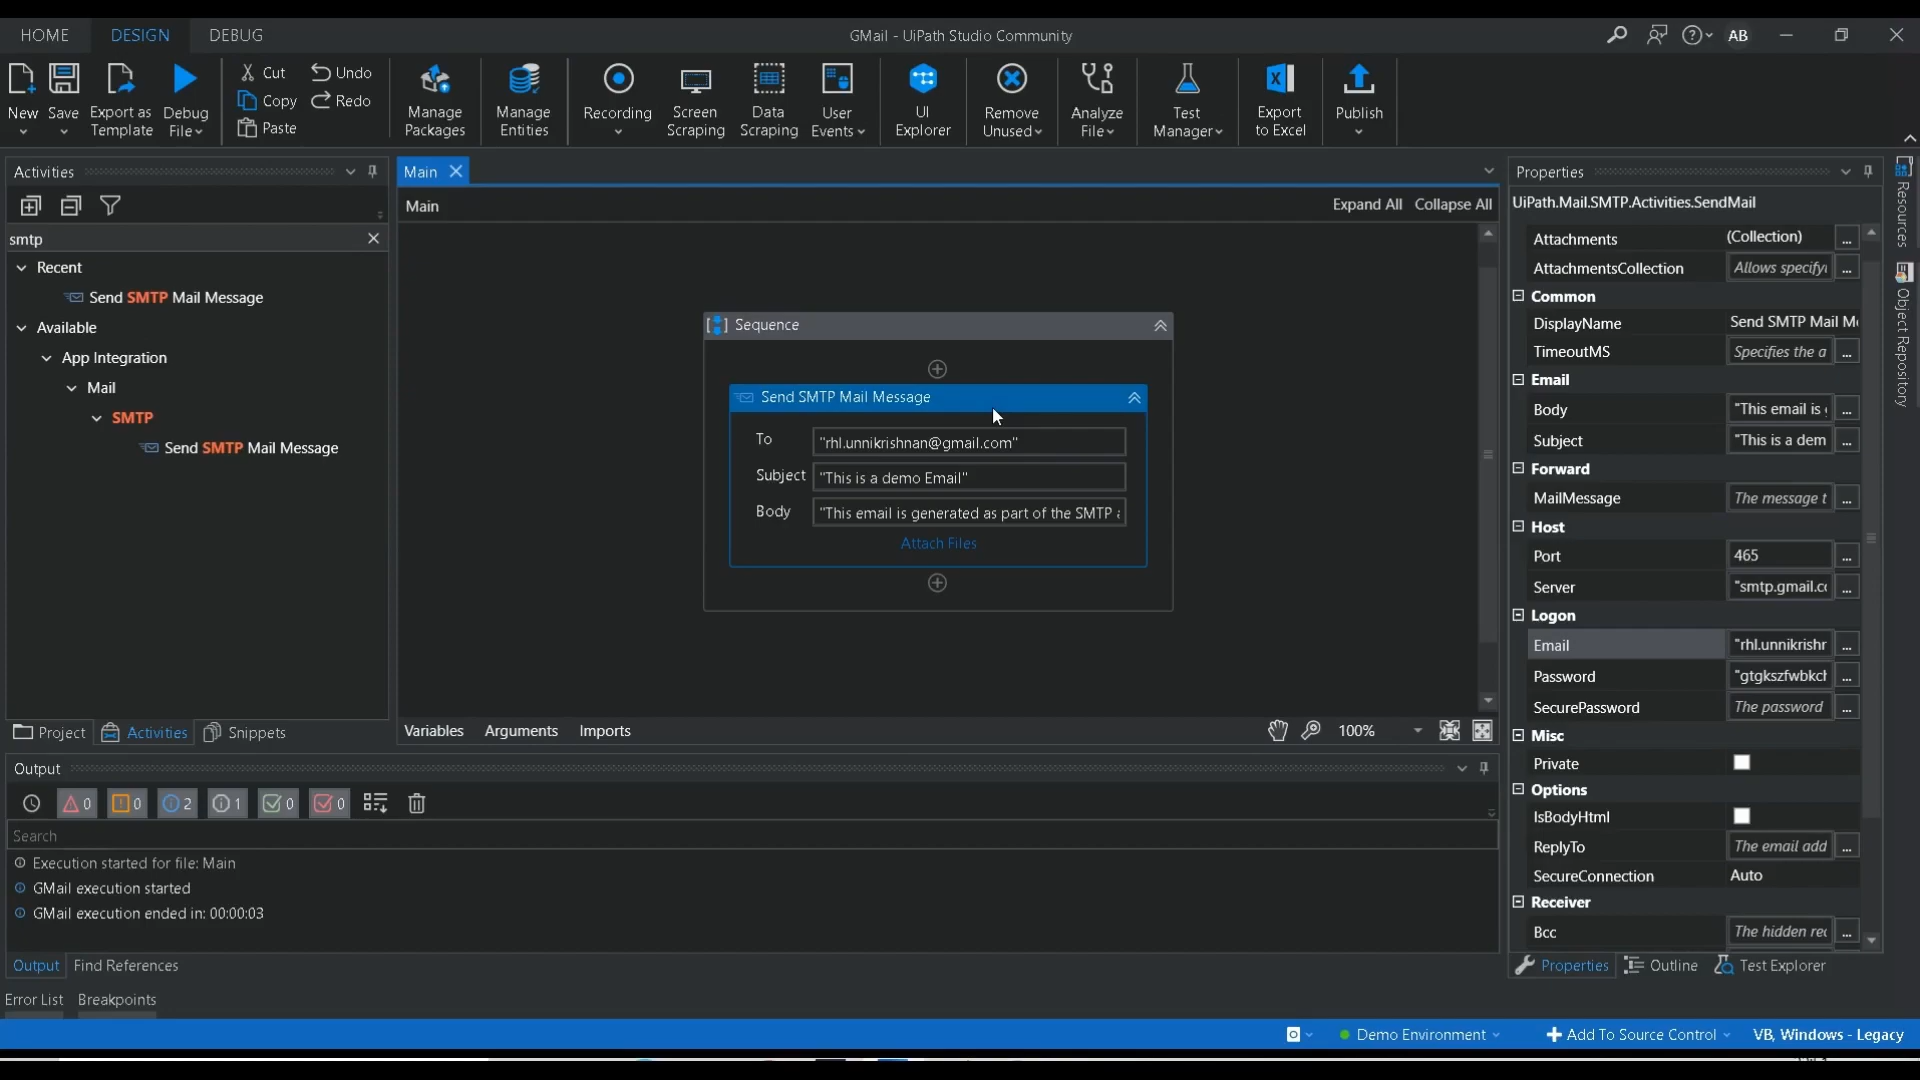 HOME DESIGN DEBUG GMail - UiPath Studio Community AB
New Save Export as Template Debug File Cut Copy Paste Undo Redo Manage Packages Manage Entities Recording Screen Scraping Data Scraping User Events UI Explorer Remove Unused Analyze File Test Manager Export to Excel Publish
Activities
smtp
Recent
Send SMTP Mail Message
Available
App Integration
Mail
SMTP
Send SMTP Mail Message
Project Activities Snippets
Main
Main Expand All Collapse All
Sequence
Send SMTP Mail Message
To "rhl.unnikrishnan@gmail.com"
Subject "This is a demo Email"
Body "This email is generated as part of the SMTP
Attach Files
Variables Arguments Imports 100%
Properties
UiPath.Mail.SMTP.Activities.SendMail
Attachments (Collection) ...
AttachmentsCollection Allows specify ...
Common
DisplayName Send SMTP Mail M
TimeoutMS Specifies the a ...
Email
Body "This email is ...
Subject "This is a dem ...
Forward
MailMessage The message t ...
Host
Port 465 ...
Server "smtp.gmail.c ...
Logon
Email "rhl.unnikrishr ...
Password "gtgkszfwbkcl ...
SecurePassword The password ...
Misc
Private
Options
IsBodyHtml
ReplyTo The email add ...
SecureConnection Auto
Receiver
Bcc The hidden rec ...
Properties Outline Test Explorer
Resources
Object Repository
Output
0 0 2 1 0 0
Search
Execution started for file: Main
GMail execution started
GMail execution ended in: 00:00:03
Output Find References
Error List Breakpoints
Demo Environment Add To Source Control VB, Windows - Legacy